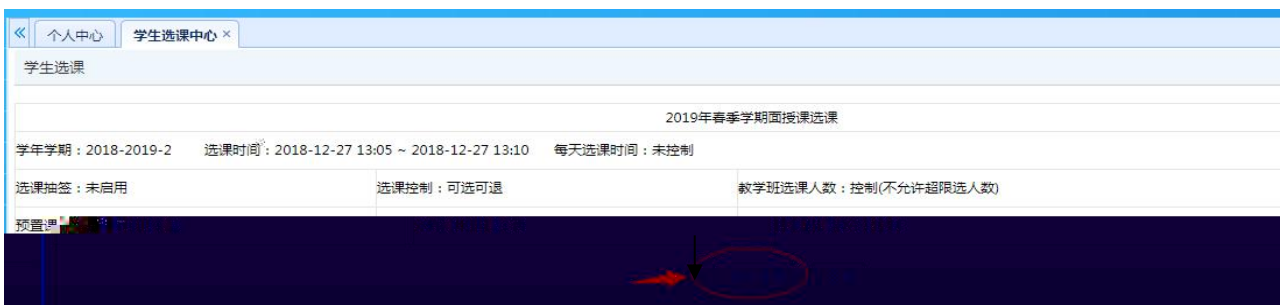 个人中心 学生选课中心 ×
学生选课
2019年春季学期面授课选课
学年学期：2018-2019-2 选课时间：2018-12-27 13:05 ~ 2018-12-27 13:10 每天选课时间：未控制
选课抽签：未启用 选课控制：可选可退 教学班选课人数：控制(不允许超限选人数)
预置课